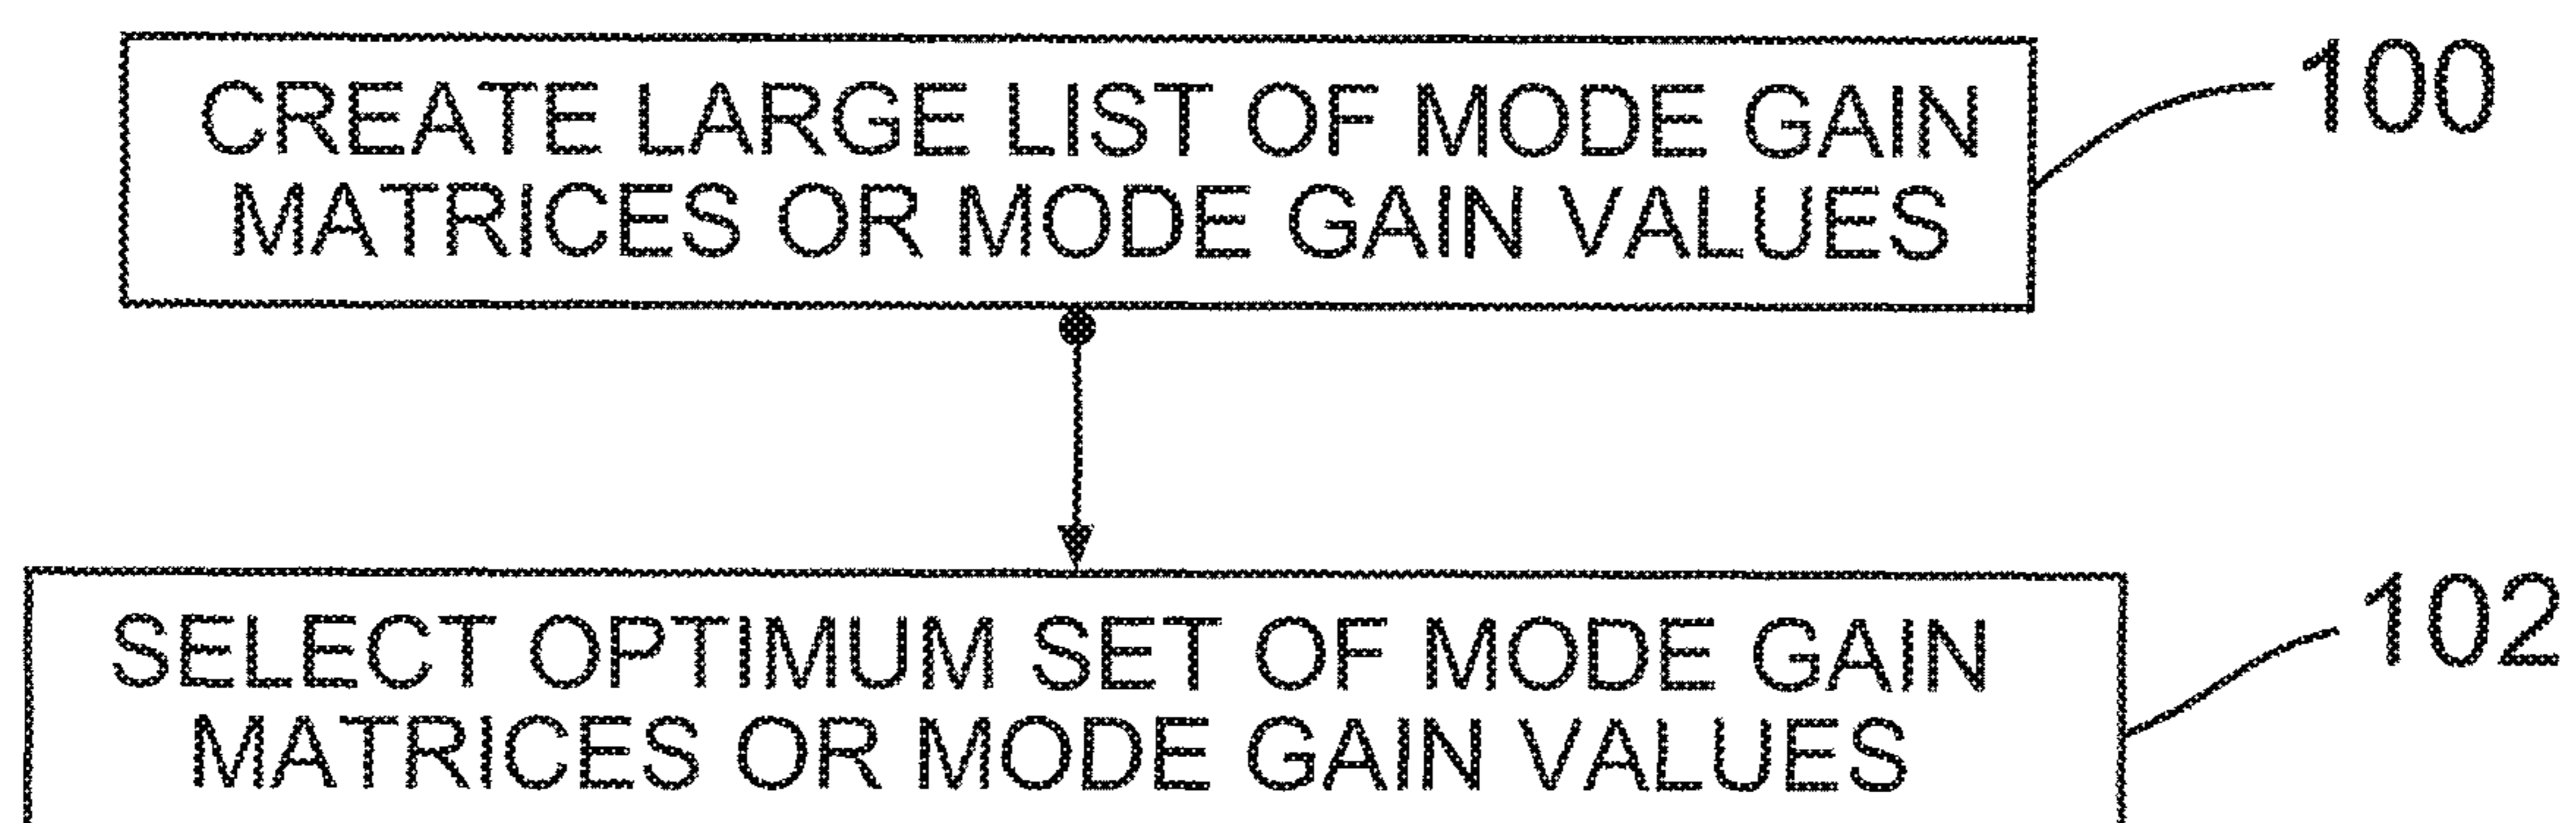 CREATE LARGE LIST OF MODE GAIN
MATRICES OR MODE GAIN VALUES
100
SELECT OPTIMUM SET OF MODE GAIN
MATRICES OR MODE GAIN VALUES
102